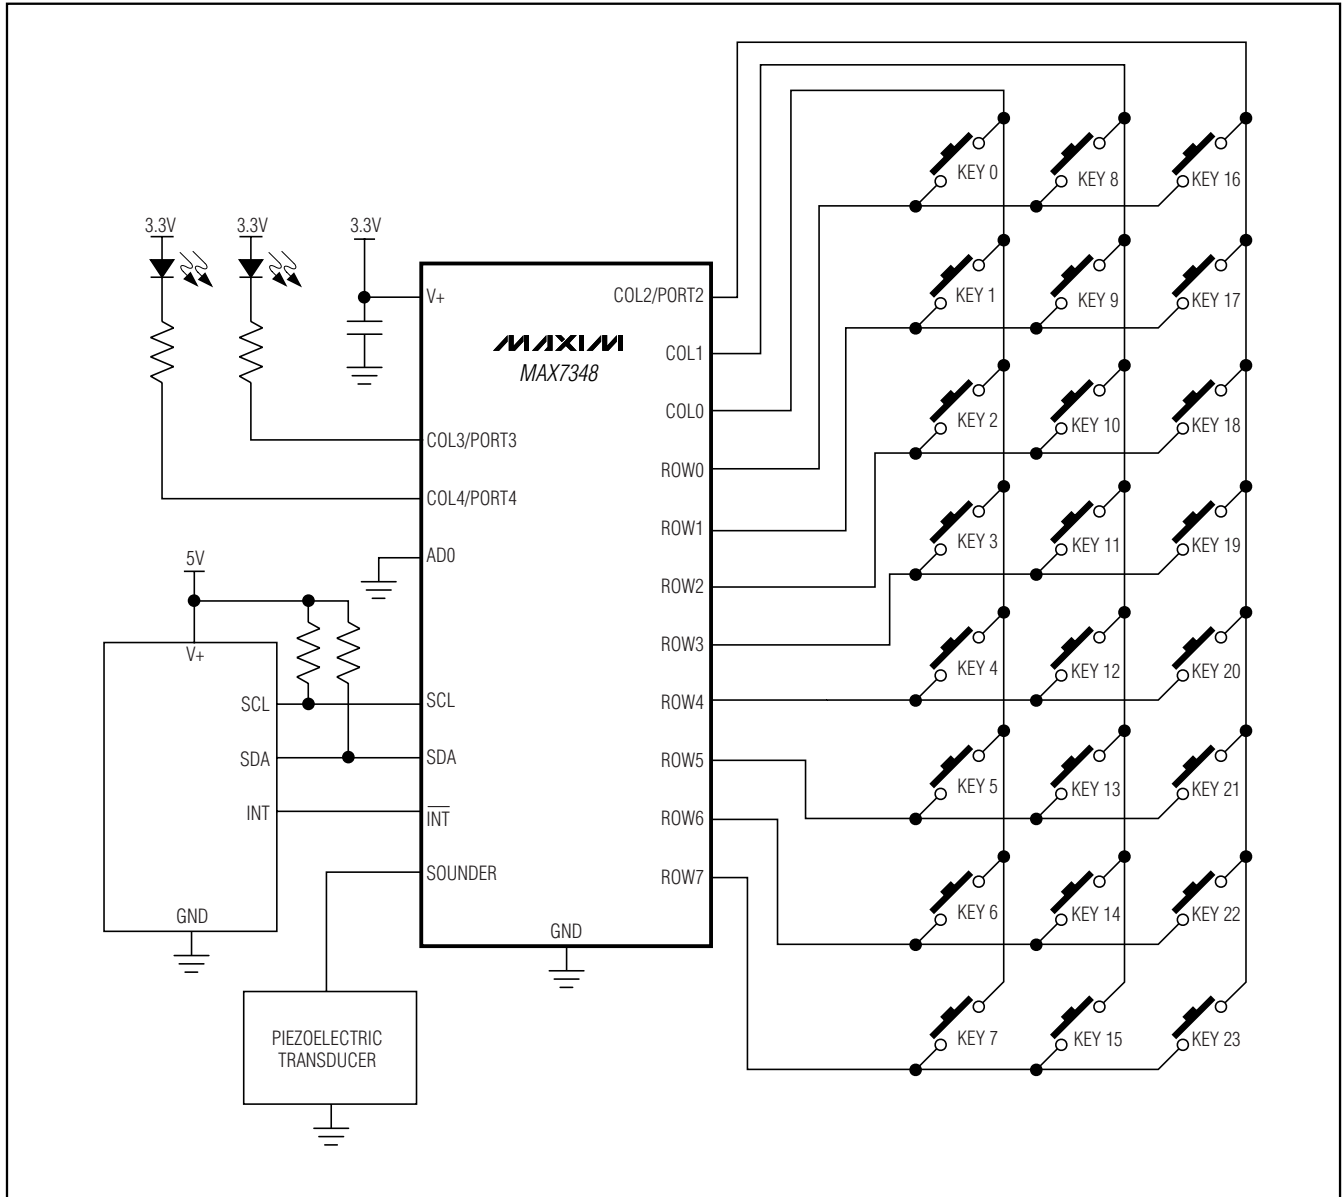 3.3V
3.3V
3.3V
V+
COL3/PORT3
COL4/PORT4
AD0
SCL
SDA
INT
SOUNDER
MAXIM
MAX7348
GND
COL2/PORT2
COL1
COL0
ROW0
ROW1
ROW2
ROW3
ROW4
ROW5
ROW6
ROW7
5V
V+
SCL
SDA
INT
GND
PIEZOELECTRIC
TRANSDUCER
KEY 0
KEY 8
KEY 16
KEY 1
KEY 9
KEY 17
KEY 2
KEY 10
KEY 18
KEY 3
KEY 11
KEY 19
KEY 4
KEY 12
KEY 20
KEY 5
KEY 13
KEY 21
KEY 6
KEY 14
KEY 22
KEY 7
KEY 15
KEY 23